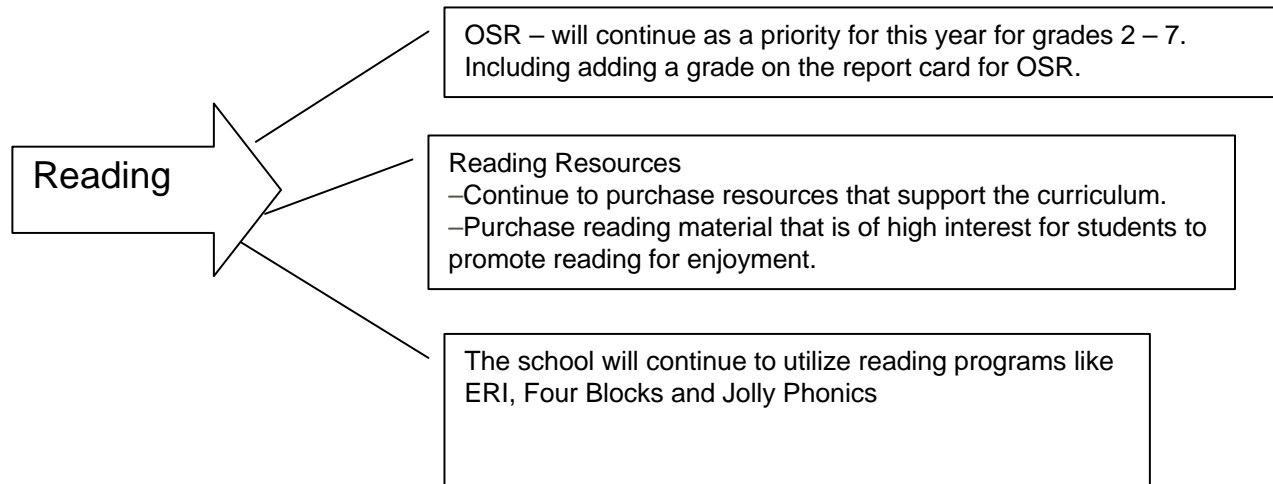 OSR – will continue as a priority for this year for grades 2 – 7.
Including adding a grade on the report card for OSR.
Reading
Reading Resources
–Continue to purchase resources that support the curriculum.
–Purchase reading material that is of high interest for students to
promote reading for enjoyment.
The school will continue to utilize reading programs like
ERI, Four Blocks and Jolly Phonics